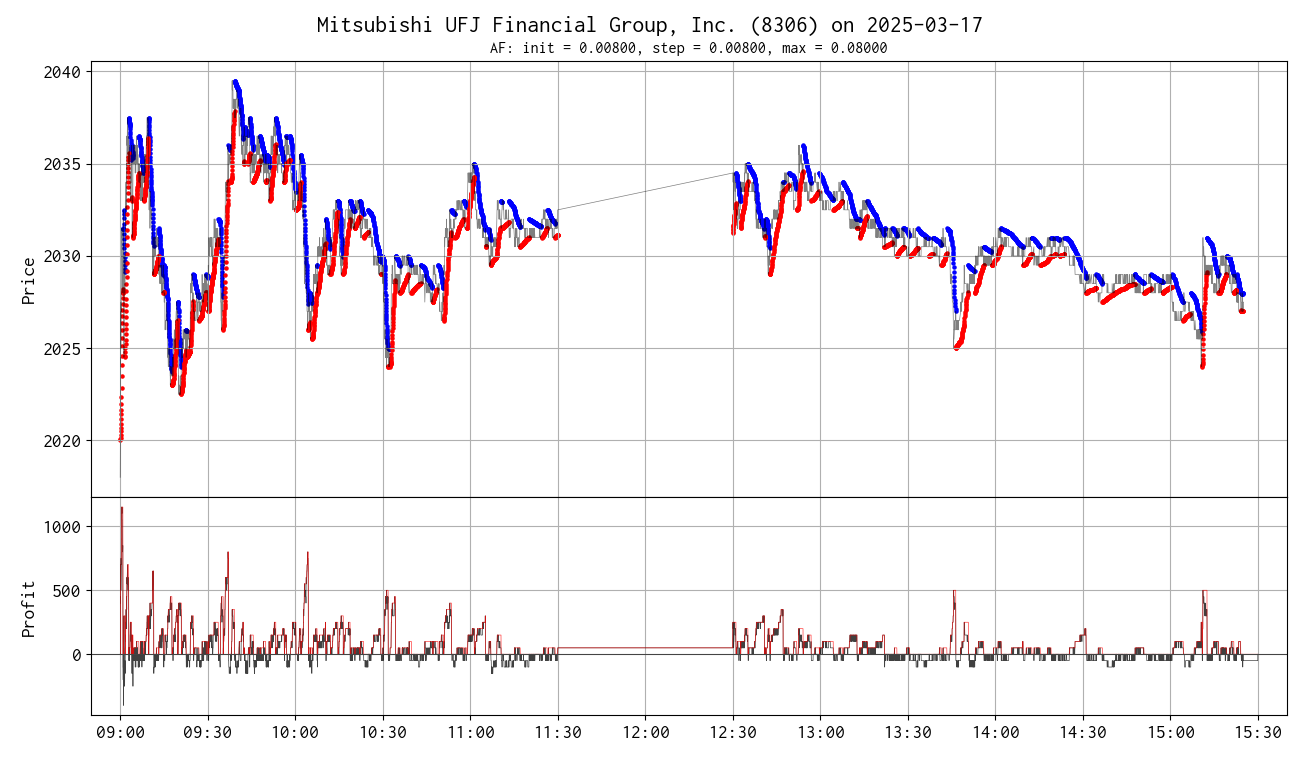 Mitsubishi UFJ Financial Group, Inc. (8306) on 2025-03-17
AF: init = 0.00800, step = 0.00800, max = 0.08000
Price
2040
2035
2030
2025
2020
Profit
1000
500
0
09:00 09:30 10:00 10:30 11:00 11:30 12:00 12:30 13:00 13:30 14:00 14:30 15:00 15:30